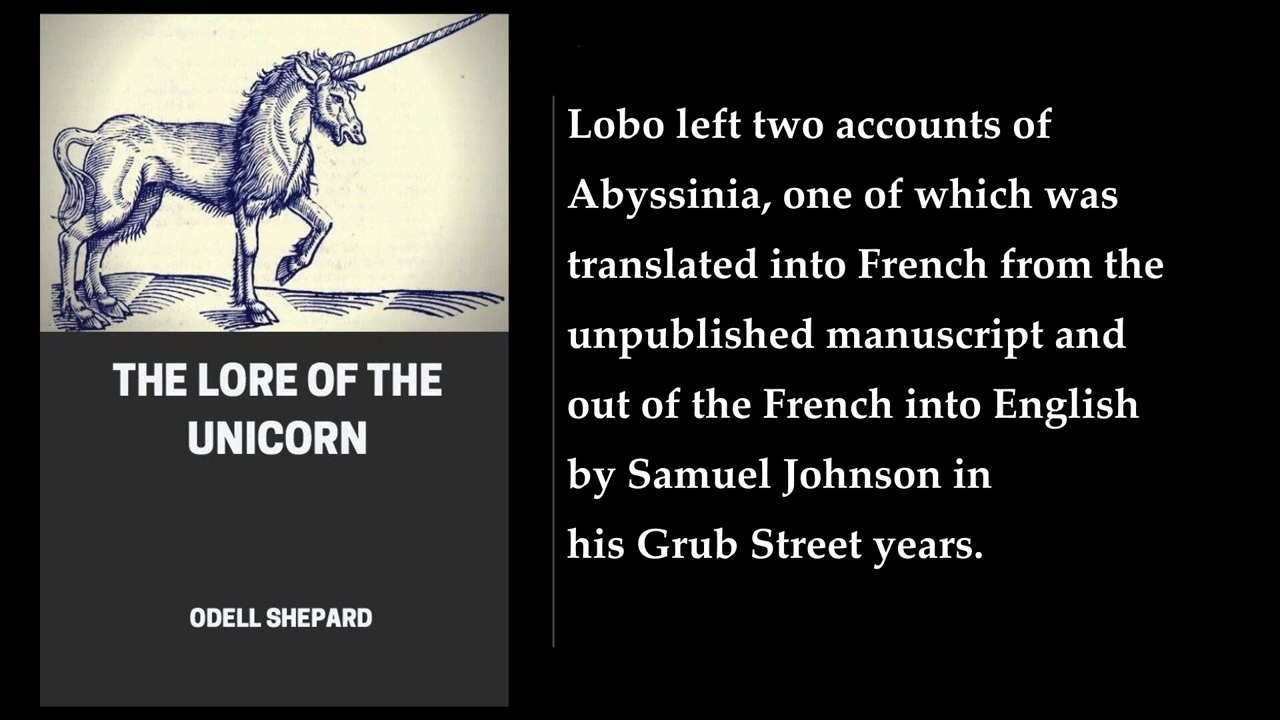 THE LORE OF THE
UNICORN
ODELL SHEPARD
Lobo left two accounts of
Abyssinia, one of which was
translated into French from the
unpublished manuscript and
out of the French into English
by Samuel Johnson in
his Grub Street years.